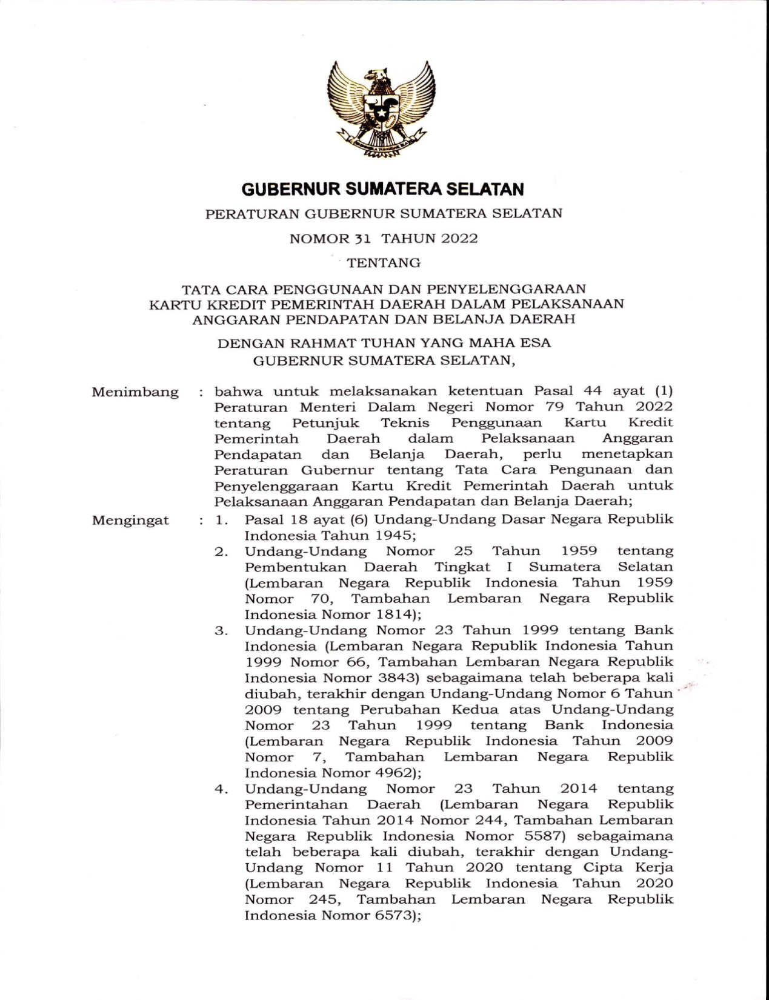 GUBERNUR SUMATERA SELATAN
PERATURAN GUBERNUR SUMATERA SELATAN
NOMOR 31 TAHUN 2022
TENTANG
TATA CARA PENGGUNAAN DAN PENYELENGGARAAN
KARTU KREDIT PEMERINTAH DAERAH DALAM PELAKSANAAN
ANGGARAN PENDAPATAN DAN BELANJA DAERAH
DENGAN RAHMAT TUHAN YANG MAHA ESA
GUBERNUR SUMATERA SELATAN,
Menimbang : bahwa untuk melaksanakan ketentuan Pasal 44 ayat (1)
Peraturan Menteri Dalam Negeri Nomor 79 Tahun 2022
tentang Petunjuk Teknis Penggunaan Kartu Kredit
Pemerintah Daerah dalam Pelaksanaan Anggaran
Pendapatan dan Belanja Daerah, perlu menetapkan
Peraturan Gubernur tentang Tata Cara Pengunaan dan
Penyelenggaraan Kartu Kredit Pemerintah Daerah untuk
Pelaksanaan Anggaran Pendapatan dan Belanja Daerah;
Mengingat : 1. Pasal 18 ayat (6) Undang-Undang Dasar Negara Republik
Indonesia Tahun 1945;
2. Undang-Undang Nomor 25 Tahun 1959 tentang
Pembentukan Daerah Tingkat I Sumatera Selatan
(Lembaran Negara Republik Indonesia Tahun 1959
Nomor 70, Tambahan Lembaran Negara Republik
Indonesia Nomor 1814);
3. Undang-Undang Nomor 23 Tahun 1999 tentang Bank
Indonesia (Lembaran Negara Republik Indonesia Tahun
1999 Nomor 66, Tambahan Lembaran Negara Republik
Indonesia Nomor 3843) sebagaimana telah beberapa kali
diubah, terakhir dengan Undang-Undang Nomor 6 Tahun
2009 tentang Perubahan Kedua atas Undang-Undang
Nomor 23 Tahun 1999 tentang Bank Indonesia
(Lembaran Negara Republik Indonesia Tahun 2009
Nomor 7, Tambahan Lembaran Negara Republik
Indonesia Nomor 4962);
4. Undang-Undang Nomor 23 Tahun 2014 tentang
Pemerintahan Daerah (Lembaran Negara Republik
Indonesia Tahun 2014 Nomor 244, Tambahan Lembaran
Negara Republik Indonesia Nomor 5587) sebagaimana
telah beberapa kali diubah, terakhir dengan Undang-
Undang Nomor 11 Tahun 2020 tentang Cipta Kerja
(Lembaran Negara Republik Indonesia Tahun 2020
Nomor 245, Tambahan Lembaran Negara Republik
Indonesia Nomor 6573);